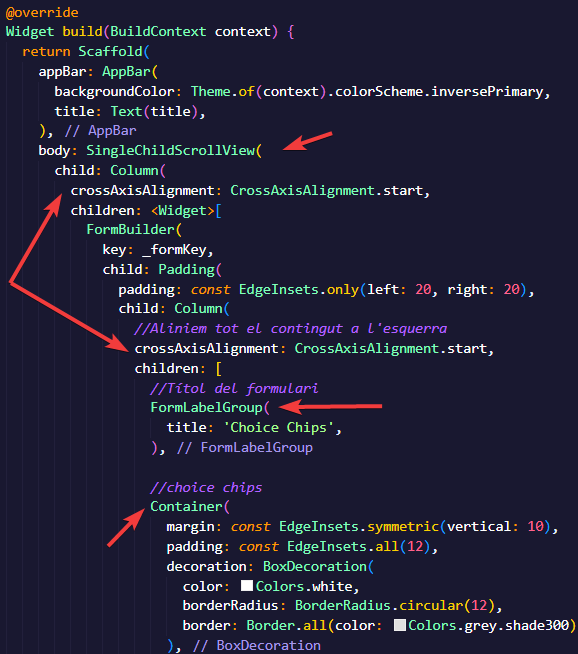 @override
Widget build(BuildContext context) {
return Scaffold(
appBar: AppBar(
backgroundColor: Theme.of(context).colorScheme.inversePrimary,
title: Text(title),
), // AppBar
body: SingleChildScrollView(
child: Column(
crossAxisAlignment: CrossAxisAlignment.start,
children: <Widget>[
FormBuilder(
key: _formKey,
child: Padding(
padding: const EdgeInsets.only(left: 20, right: 20),
child: Column(
//Aliniem tot el contingut a l'esquerra
crossAxisAlignment: CrossAxisAlignment.start,
children: [
//Títol del formulari
FormLabelGroup(
title: 'Choice Chips',
), // FormLabelGroup
//choice chips
Container(
margin: const EdgeInsets.symmetric(vertical: 10),
padding: const EdgeInsets.all(12),
decoration: BoxDecoration(
color: Colors.white,
borderRadius: BorderRadius.circular(12),
border: Border.all(color: Colors.grey.shade300)
), // BoxDecoration